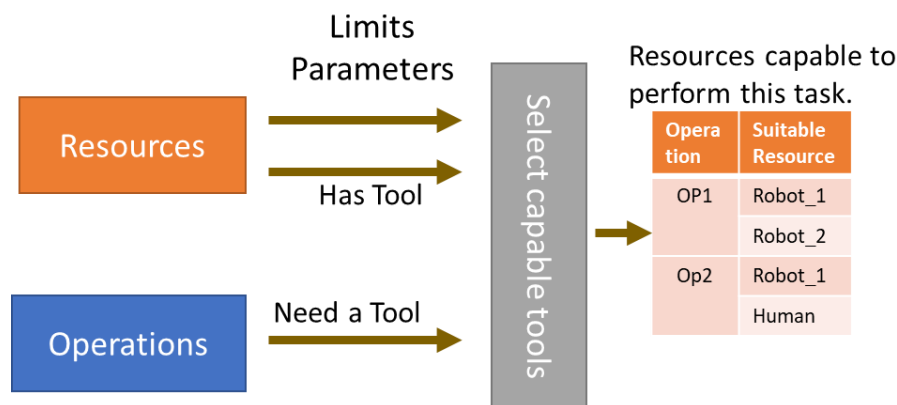 Limits
Parameters
Resources
Has Tool
Operations
Need a Tool
Select capable tools
Resources capable to
perform this task.
Opera
tion
Suitable
Resource
OP1
Robot_1
Robot_2
Op2
Robot_1
Human